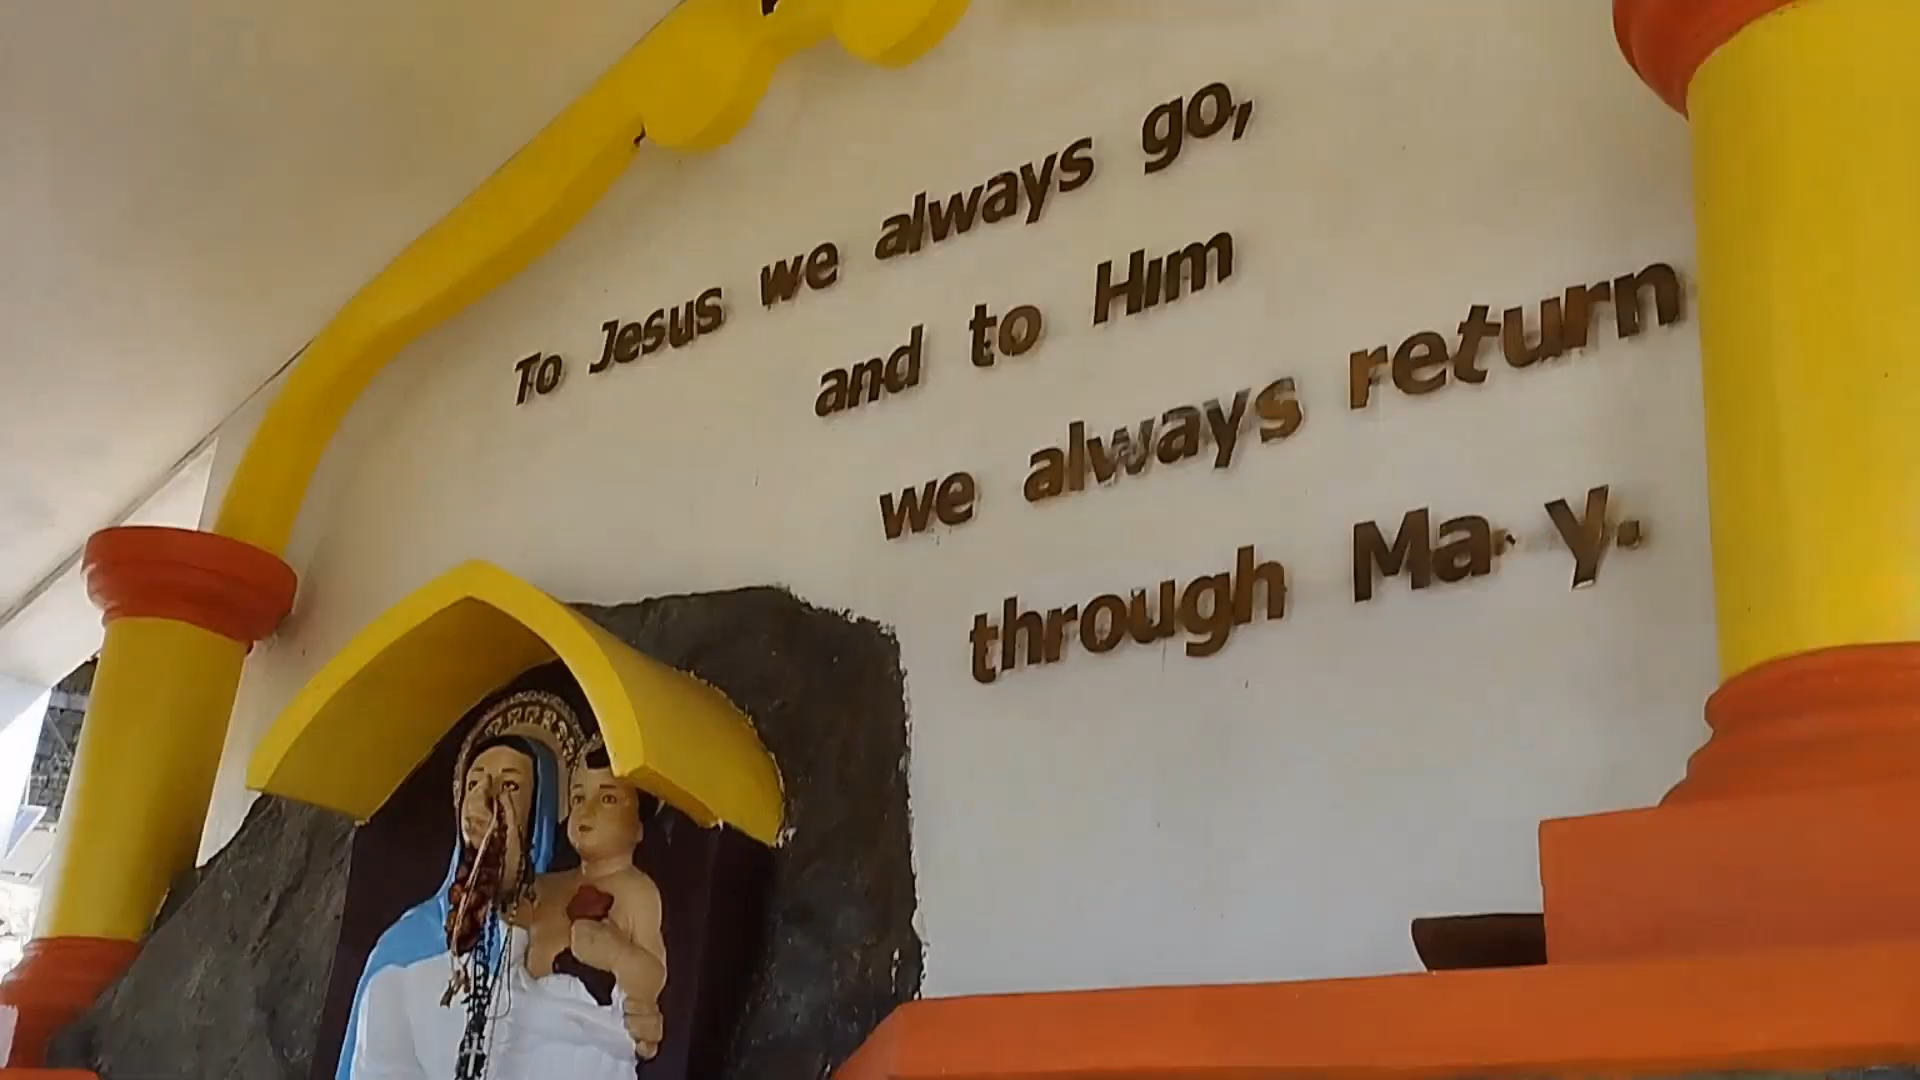 To Jesus we always go,
and to Him
we always return
through Ma y.